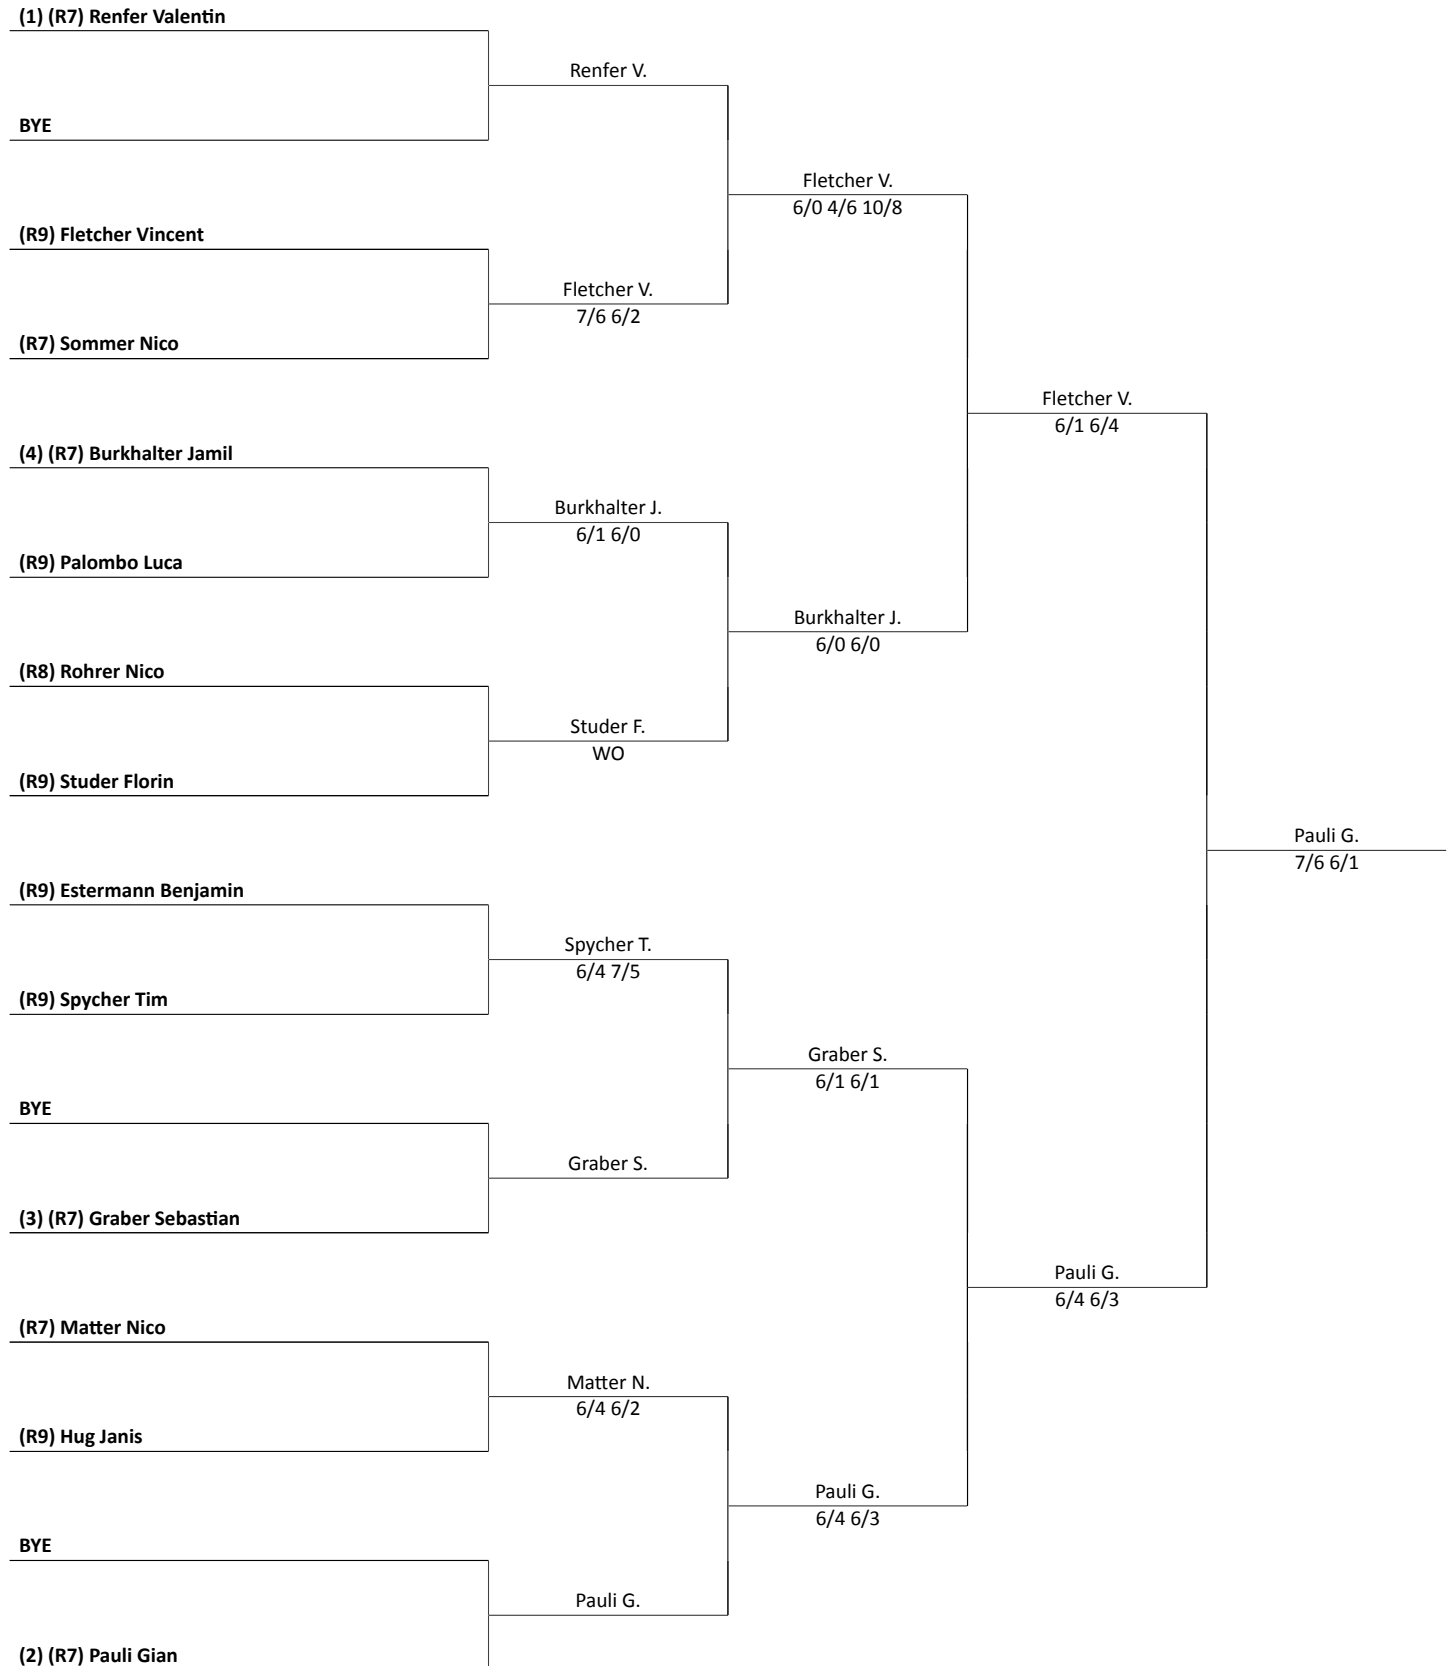 (1) (R7) Renfer Valentin
Renfer V.
BYE
Fletcher V.
6/0 4/6 10/8
(R9) Fletcher Vincent
Fletcher V.
7/6 6/2
(R7) Sommer Nico
Fletcher V.
6/1 6/4
(4) (R7) Burkhalter Jamil
Burkhalter J.
6/1 6/0
(R9) Palombo Luca
Burkhalter J.
6/0 6/0
(R8) Rohrer Nico
Studer F.
WO
(R9) Studer Florin
Pauli G.
7/6 6/1
(R9) Estermann Benjamin
Spycher T.
6/4 7/5
(R9) Spycher Tim
Graber S.
6/1 6/1
BYE
Graber S.
(3) (R7) Graber Sebastian
Pauli G.
6/4 6/3
(R7) Matter Nico
Matter N.
6/4 6/2
(R9) Hug Janis
Pauli G.
6/4 6/3
BYE
Pauli G.
(2) (R7) Pauli Gian